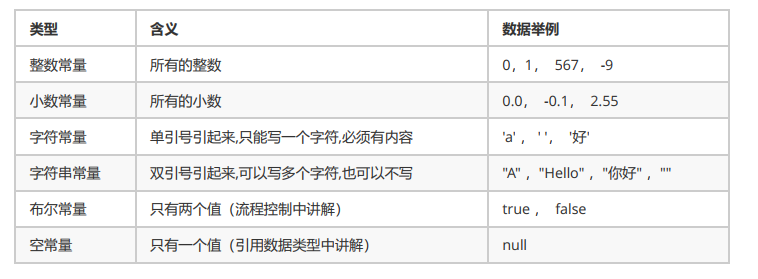 类型 含义 数据举例
整数常量 所有的整数 0，1， 567， -9
小数常量 所有的小数 0.0， -0.1， 2.55
字符常量 单引号引起来,只能写一个字符,必须有内容 'a' ， ' '， '好'
字符串常量 双引号引起来,可以写多个字符,也可以不写 "A" ，"Hello" ，"你好" ，""
布尔常量 只有两个值（流程控制中讲解） true ， false
空常量 只有一个值（引用数据类型中讲解） null